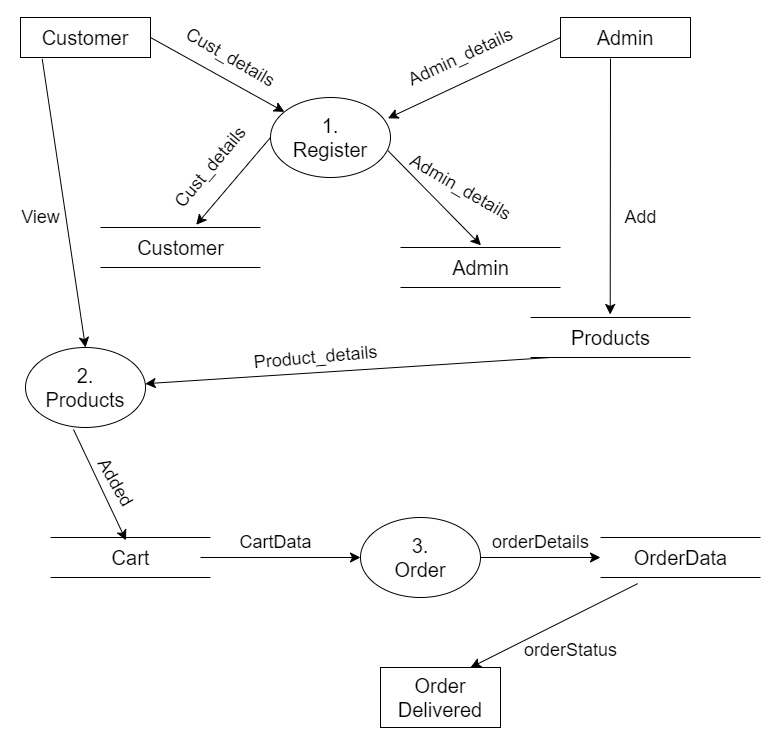 Customer
Admin
Cust_details
Admin_details
1.
Register
Cust_details
Admin_details
View
Add
Customer
Admin
Products
Product_details
2.
Products
Added
Cart
CartData
3.
Order
orderDetails
OrderData
orderStatus
Order
Delivered